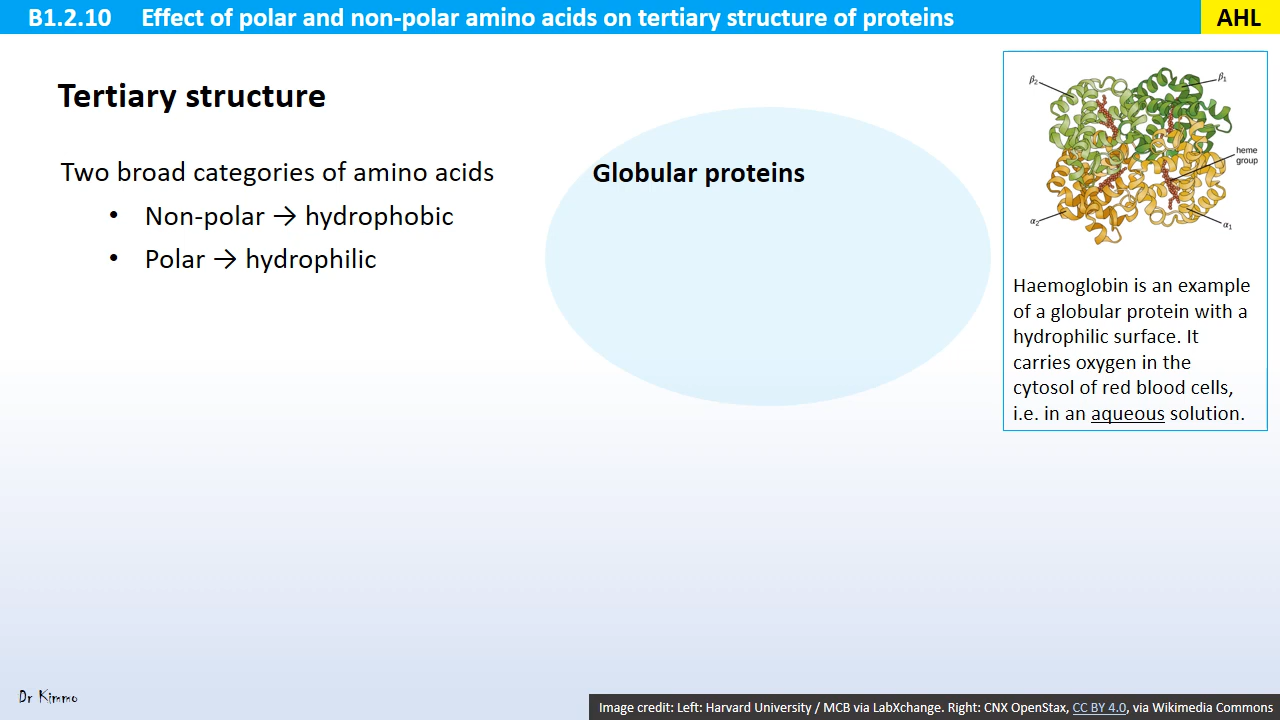 B1.2.10 Effect of polar and non-polar amino acids on tertiary structure of proteins
AHL
Tertiary structure
Two broad categories of amino acids
• Non-polar → hydrophobic
• Polar → hydrophilic
Globular proteins
β₂
β₁
heme
group
α₂
α₁
Haemoglobin is an example
of a globular protein with a
hydrophilic surface. It
carries oxygen in the
cytosol of red blood cells,
i.e. in an aqueous solution.
Dr Kimmo
Image credit: Left: Harvard University / MCB via LabXchange. Right: CNX OpenStax, CC BY 4.0, via Wikimedia Commons